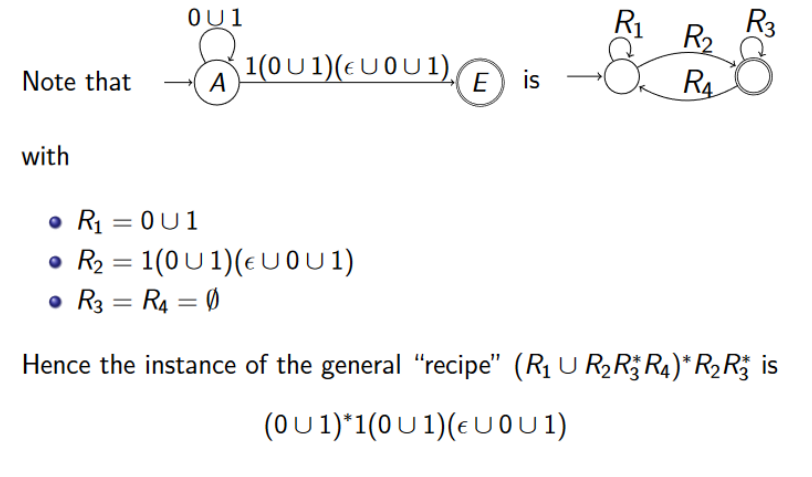 0 ∪ 1
Note that → A 1(0 ∪ 1)(ϵ ∪ 0 ∪ 1) E is R₁ R₂ R₃ R₄
with
• R₁ = 0 ∪ 1
• R₂ = 1(0 ∪ 1)(ϵ ∪ 0 ∪ 1)
• R₃ = R₄ = ∅
Hence the instance of the general “recipe” (R₁ ∪ R₂R₃*R₄)*R₂R₃* is
(0 ∪ 1)*1(0 ∪ 1)(ϵ ∪ 0 ∪ 1)